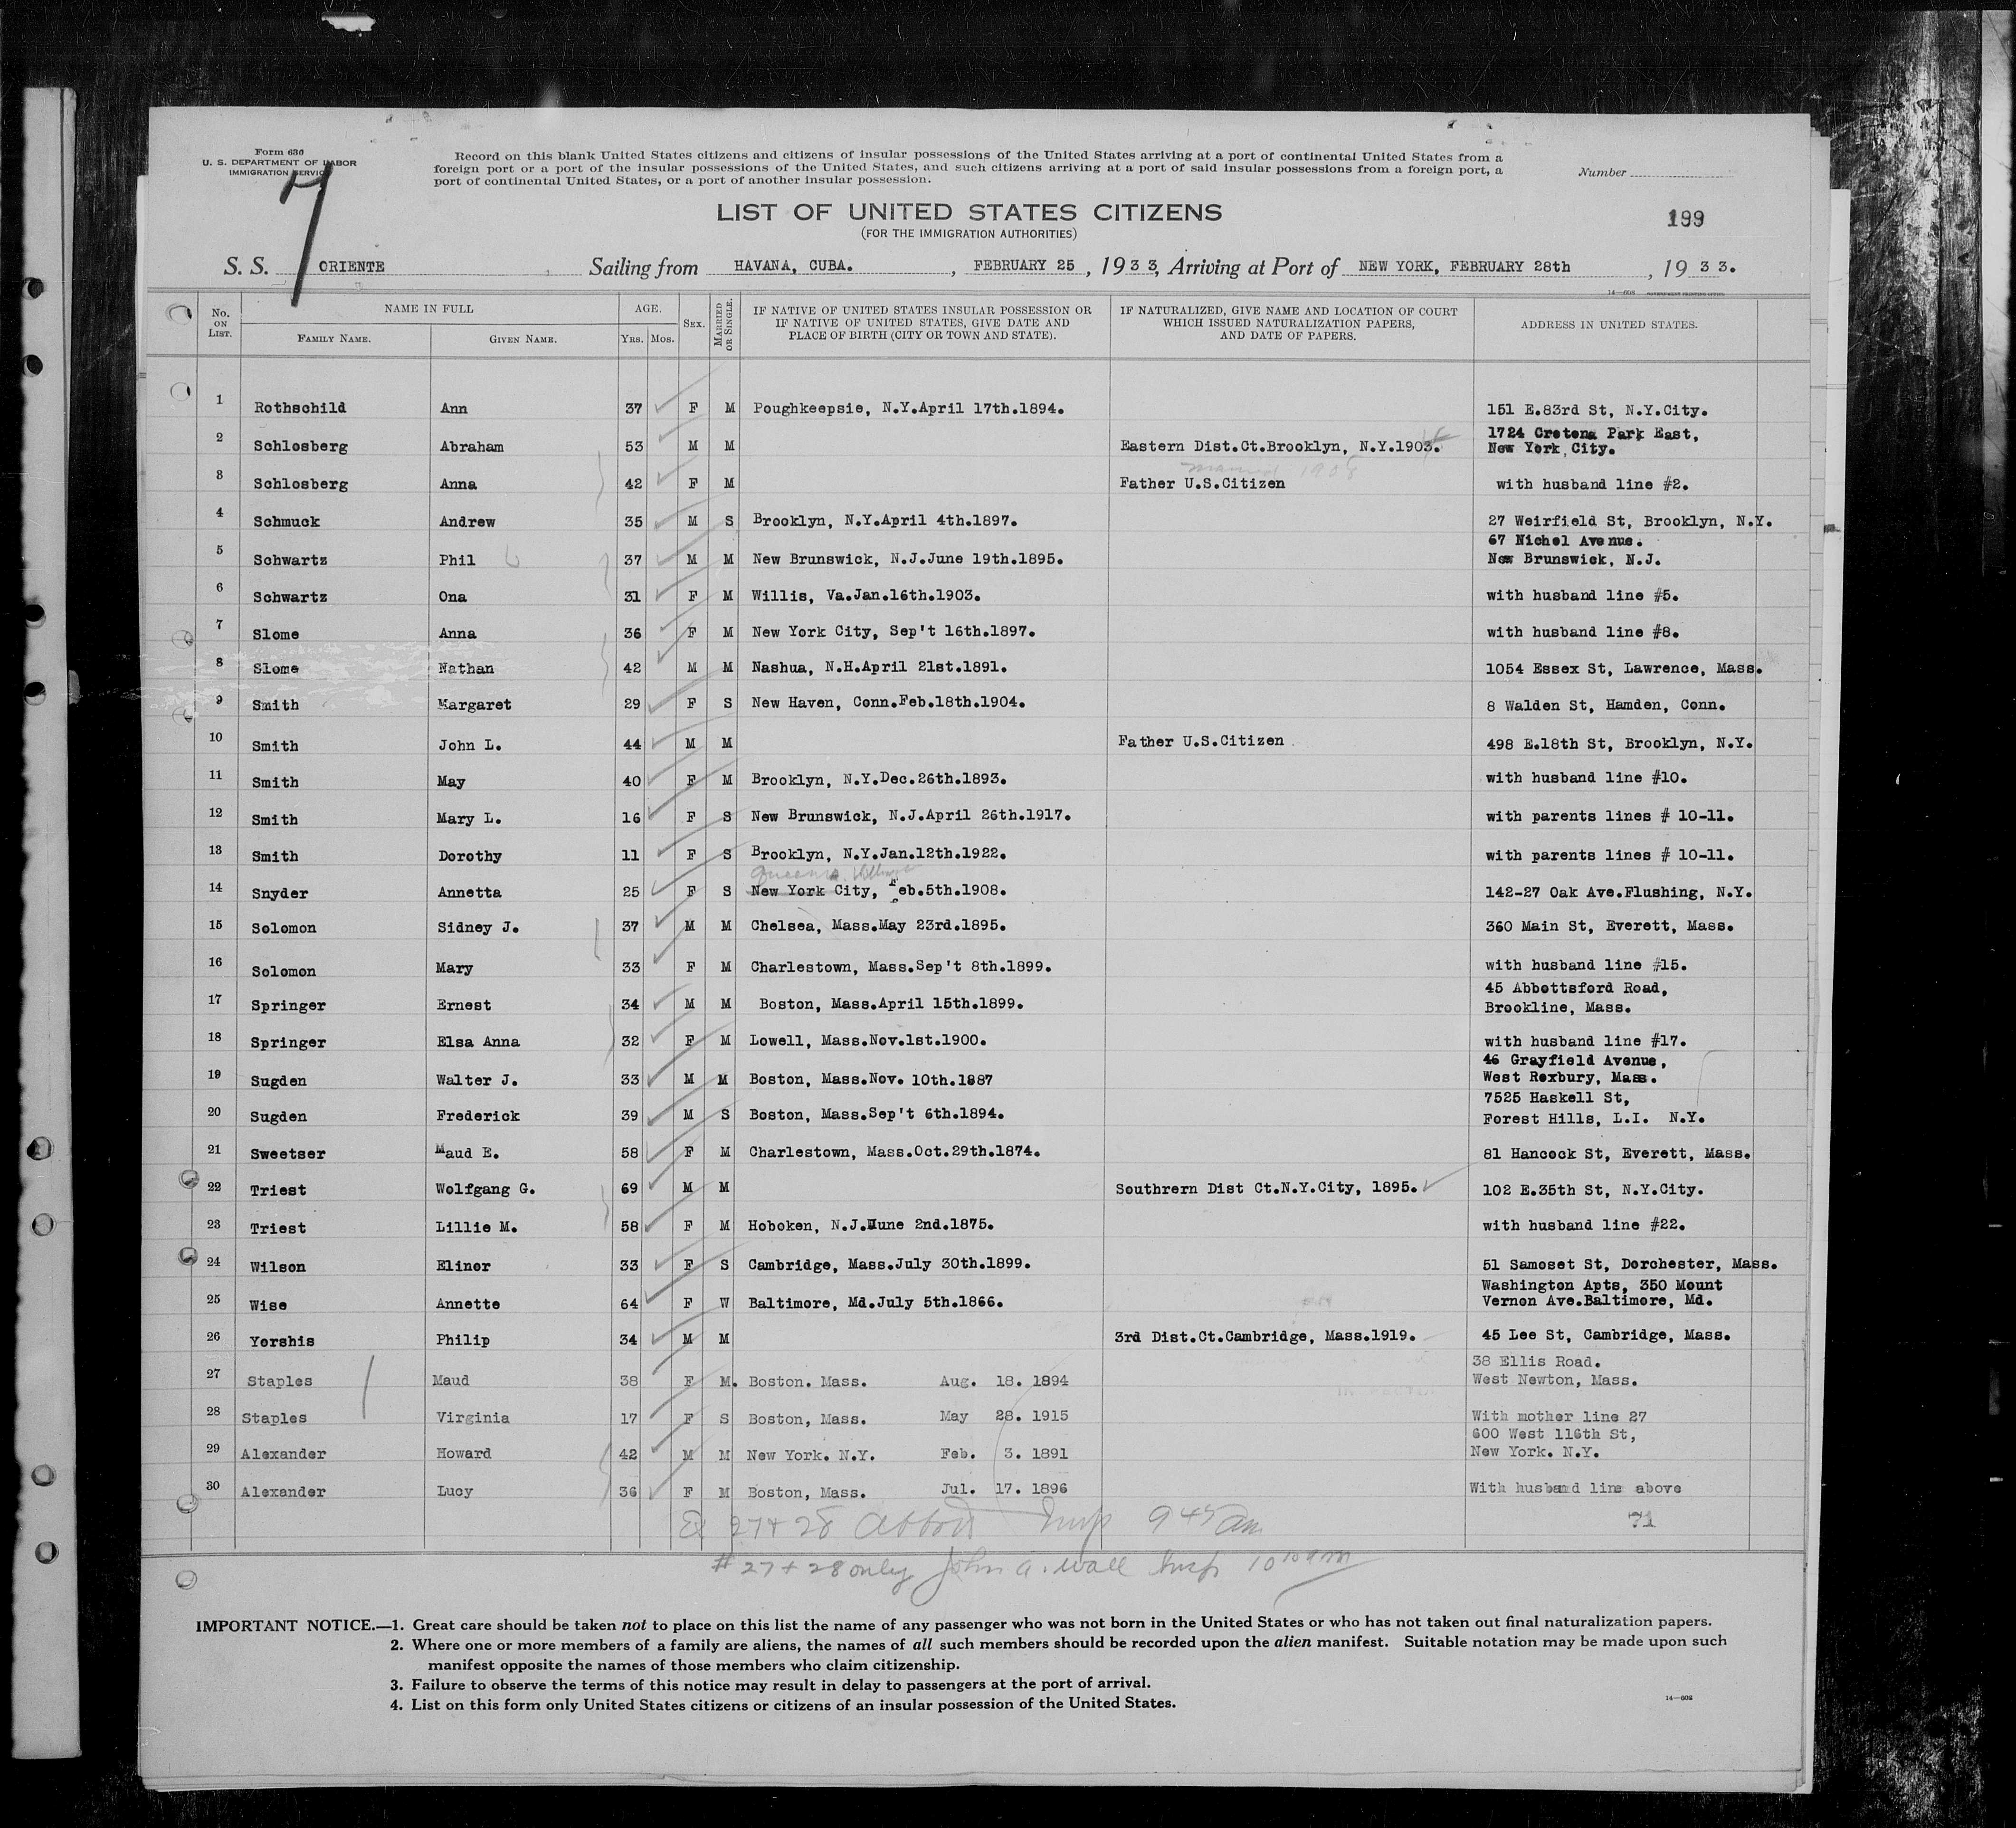 Form 630
U. S. DEPARTMENT OF LABOR
IMMIGRATION SERVICE
7
Record on this blank United States citizens and citizens of insular possessions of the United States arriving at a port of continental United States from a
foreign port or a port of the insular possessions of the United States, and such citizens arriving at a port of said insular possessions from a foreign port, a
port of continental United States, or a port of another insular possession.
Number
LIST OF UNITED STATES CITIZENS
(FOR THE IMMIGRATION AUTHORITIES)
199
S. S. ORIENTE Sailing from HAVANA, CUBA. , FEBRUARY 25 , 1933, Arriving at Port of NEW YORK, FEBRUARY 28th , 1933.
14—608 GOVERNMENT PRINTING OFFICE
No. ON LIST. NAME IN FULL FAMILY NAME. GIVEN NAME. AGE. YRS. MOS. SEX. MARRIED OR SINGLE. IF NATIVE OF UNITED STATES INSULAR POSSESSION OR IF NATIVE OF UNITED STATES, GIVE DATE AND PLACE OF BIRTH (CITY OR TOWN AND STATE). IF NATURALIZED, GIVE NAME AND LOCATION OF COURT WHICH ISSUED NATURALIZATION PAPERS, AND DATE OF PAPERS. ADDRESS IN UNITED STATES.
1 Rothschild Ann 37 F M Poughkeepsie, N.Y.April 17th.1894. 151 E.83rd St, N.Y.City.
1724 Crotona Park East,
2 Schlosberg Abraham 53 M M Eastern Dist.Ct.Brooklyn, N.Y.1903. New York City.
married 1908
3 Schlosberg Anna 42 F M Father U.S.Citizen with husband line #2.
4 Schmuck Andrew 35 M S Brooklyn, N.Y.April 4th.1897. 27 Weirfield St, Brooklyn, N.Y.
67 Nichol Avenue.
5 Schwartz Phil 37 M M New Brunswick, N.J.June 19th.1895. New Brunswick, N.J.
6 Schwartz Ona 31 F M Willis, Va.Jan.16th.1903. with husband line #5.
7 Slome Anna 36 F M New York City, Sep't 16th.1897. with husband line #8.
8 Slome Nathan 42 M M Nashua, N.H.April 21st.1891. 1054 Essex St, Lawrence, Mass.
9 Smith Margaret 29 F S New Haven, Conn.Feb.18th.1904. 8 Walden St, Hamden, Conn.
10 Smith John L. 44 M M Father U.S.Citizen 498 E.18th St, Brooklyn, N.Y.
11 Smith May 40 F M Brooklyn, N.Y.Dec.26th.1893. with husband line #10.
12 Smith Mary L. 16 F S New Brunswick, N.J.April 26th.1917. with parents lines # 10-11.
13 Smith Dorothy 11 F S Brooklyn, N.Y.Jan.12th.1922. with parents lines # 10-11.
14 Snyder Annetta 25 F S New York City, Feb.5th.1908. 142-27 Oak Ave.Flushing, N.Y.
15 Solomon Sidney J. 37 M M Chelsea, Mass.May 23rd.1895. 360 Main St, Everett, Mass.
16 Solomon Mary 33 F M Charlestown, Mass.Sep't 8th.1899. with husband line #15.
45 Abbottsford Road,
17 Springer Ernest 34 M M Boston, Mass.April 15th.1899. Brookline, Mass.
18 Springer Elsa Anna 32 F M Lowell, Mass.Nov.1st.1900. with husband line #17.
46 Grayfield Avenue,
19 Sugden Walter J. 33 M M Boston, Mass.Nov. 10th.1887 West Roxbury, Mass.
7525 Haskell St,
20 Sugden Frederick 39 M S Boston, Mass.Sep't 6th.1894. Forest Hills, L.I. N.Y.
21 Sweetser Maud E. 58 F M Charlestown, Mass.Oct.29th.1874. 81 Hancock St, Everett, Mass.
22 Triest Wolfgang G. 69 M M Southrern Dist Ct.N.Y.City, 1895. 102 E.35th St, N.Y.City.
23 Triest Lillie M. 58 F M Hoboken, N.J.June 2nd.1875. with husband line #22.
24 Wilson Elinor 33 F S Cambridge, Mass.July 30th.1899. 51 Samoset St, Dorchester, Mass.
Washington Apts, 350 Mount
25 Wise Annette 64 F W Baltimore, Md.July 5th.1866. Vernon Ave.Baltimore, Md.
26 Yorshis Philip 34 M M 3rd Dist.Ct.Cambridge, Mass.1919. 45 Lee St, Cambridge, Mass.
38 Ellis Road.
27 Staples Maud 38 F M. Boston. Mass. Aug. 18. 1894 West Newton, Mass.
28 Staples Virginia 17 F S Boston, Mass. May 28. 1915 With mother line 27
600 West 116th St,
29 Alexander Howard 42 M M New York. N.Y. Feb. 3. 1891 New York. N.Y.
30 Alexander Lucy 36 F M Boston, Mass. Jul. 17. 1896 With husband line above
Ex 27+28 Abbott Insp 9 45 am 71
# 27 + 28 only John A. Wall Insp 10 10 am
IMPORTANT NOTICE.—1. Great care should be taken not to place on this list the name of any passenger who was not born in the United States or who has not taken out final naturalization papers.
2. Where one or more members of a family are aliens, the names of all such members should be recorded upon the alien manifest. Suitable notation may be made upon such
manifest opposite the names of those members who claim citizenship.
3. Failure to observe the terms of this notice may result in delay to passengers at the port of arrival.
4. List on this form only United States citizens or citizens of an insular possession of the United States.
14—608